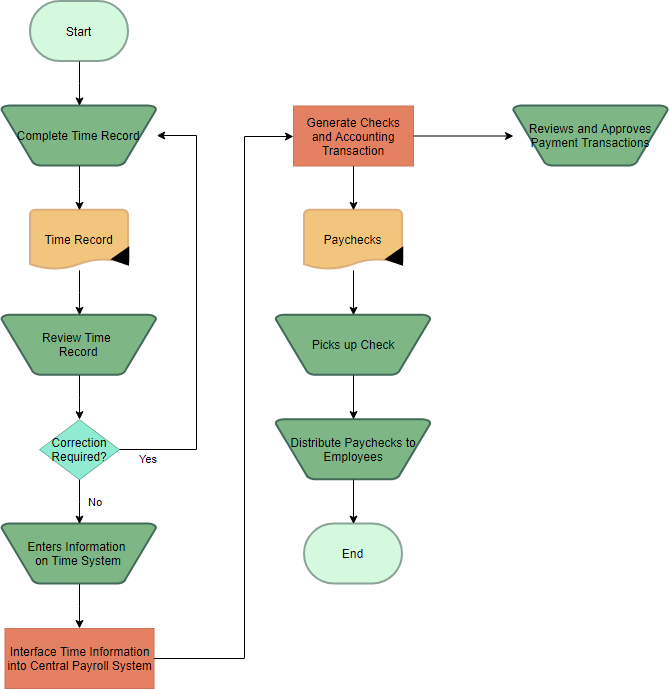 Start
Complete Time Record
Time Record
Review Time
Record
Correction
Required?
Yes
No
Enters Information
on Time System
Interface Time Information
into Central Payroll System
Generate Checks
and Accounting
Transaction
Reviews and Approves
Payment Transactions
Paychecks
Picks up Check
Distribute Paychecks to
Employees
End